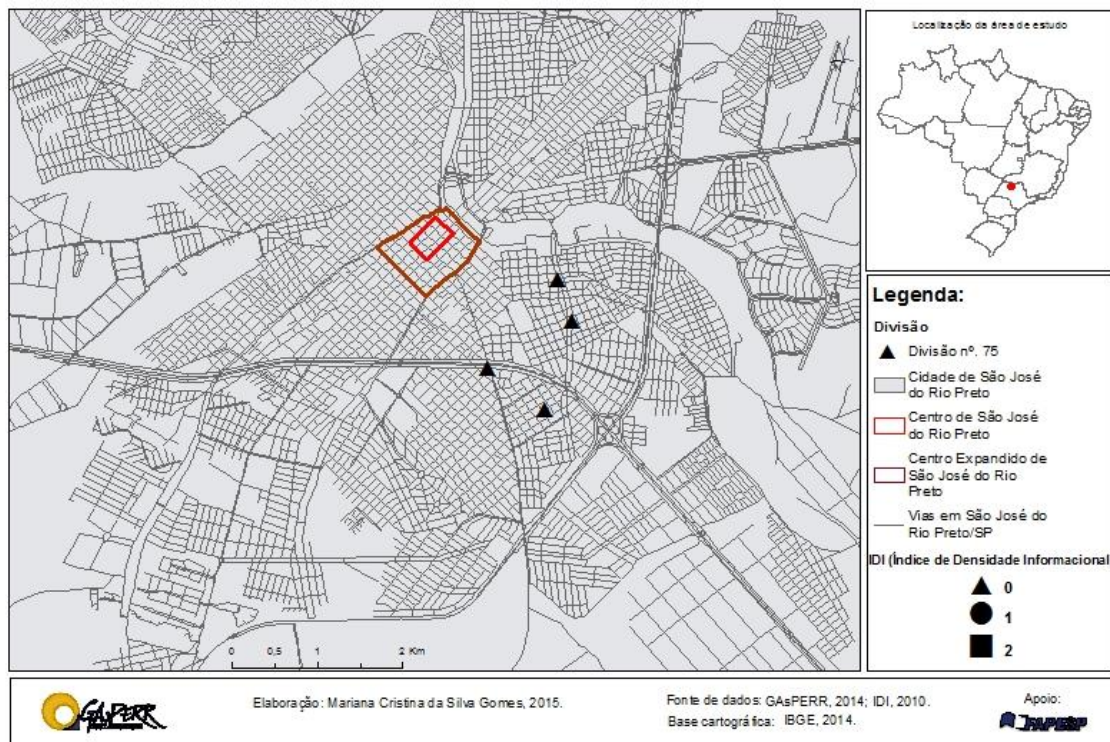 Localização da área de estudo
Legenda:
Divisão
Divisão nº. 75
Cidade de São José
do Rio Preto
Centro de São José
do Rio Preto
Centro Expandido de
São José do Rio
Preto
Vias em São José do
Rio Preto/SP
IDI (Índice de Densidade Informacional
0
1
2
0 0,5 1 2 Km
GAsPERR
Elaboração: Mariana Cristina da Silva Gomes, 2015.
Fonte de dados: GAsPERR, 2014; IDI, 2010.
Base cartográfica: IBGE, 2014.
Apoio:
FAPESP